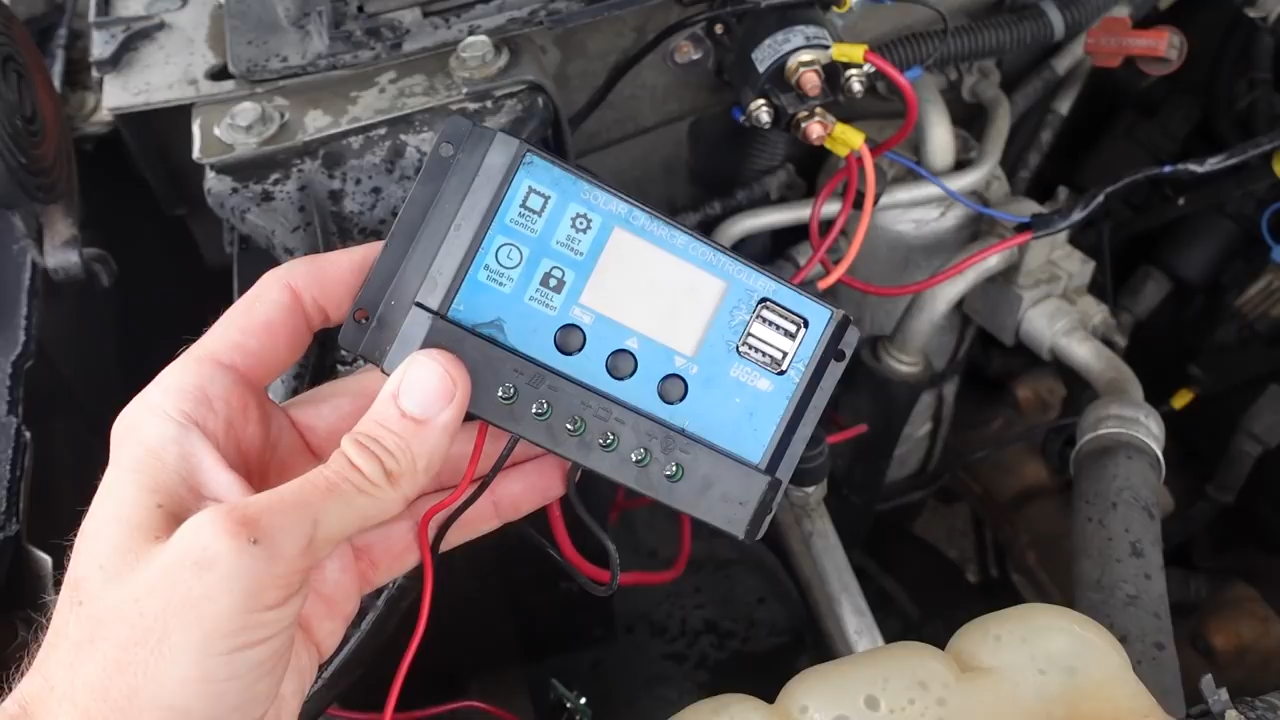 SOLAR CHARGE CONTROLLER
MCU
control
SET
voltage
Build-in
timer
FULL
protect
USB